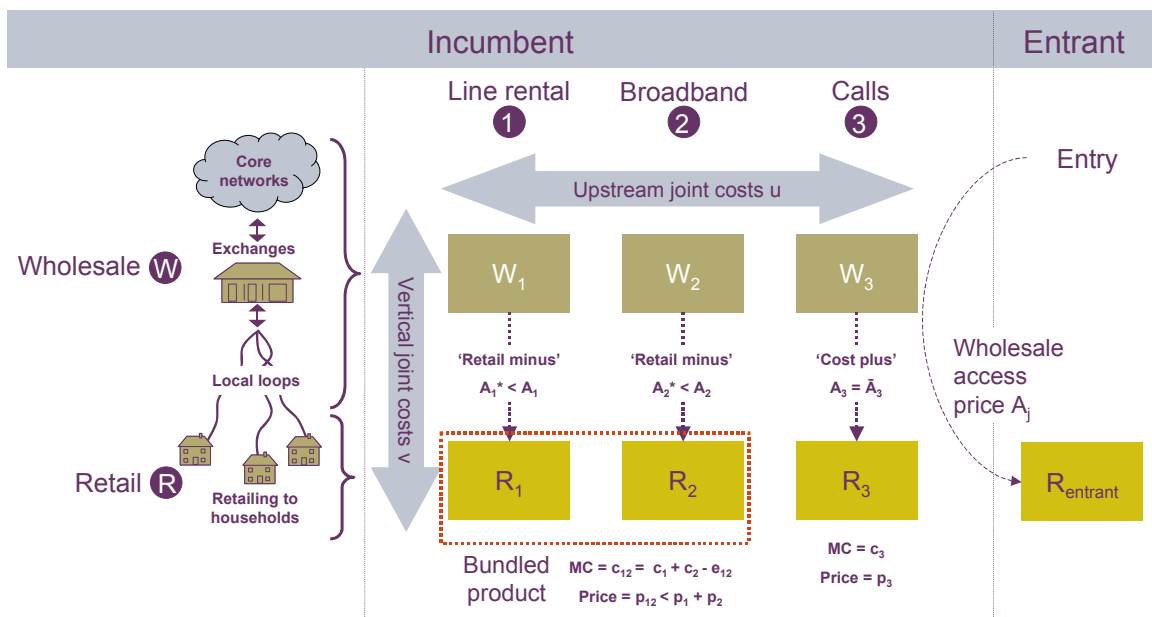 Incumbent
Entrant
Line rental
1
Broadband
2
Calls
3
Core
networks
Upstream joint costs u
Entry
Exchanges
Wholesale W
Vertical joint costs v
W1
W2
W3
'Retail minus'
A1* < A1
'Retail minus'
A2* < A2
'Cost plus'
A3 = Ā3
Wholesale
access
price Aj
Local loops
Retail R
Retailing to
households
R1
R2
R3
Rentrant
Bundled
product
MC = c12 = c1 + c2 - e12
Price = p12 < p1 + p2
MC = c3
Price = p3